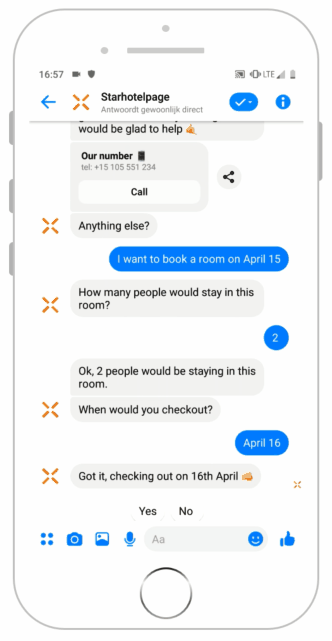 16:57
LTE
Starhotelpage
Antwoordt gewoonlijk direct
would be glad to help
Our number
tel: +15 105 551 234
Call
Anything else?
I want to book a room on April 15
How many people would stay in this
room?
2
Ok, 2 people would be staying in this
room.
When would you checkout?
April 16
Got it, checking out on 16th April
Yes No
Aa